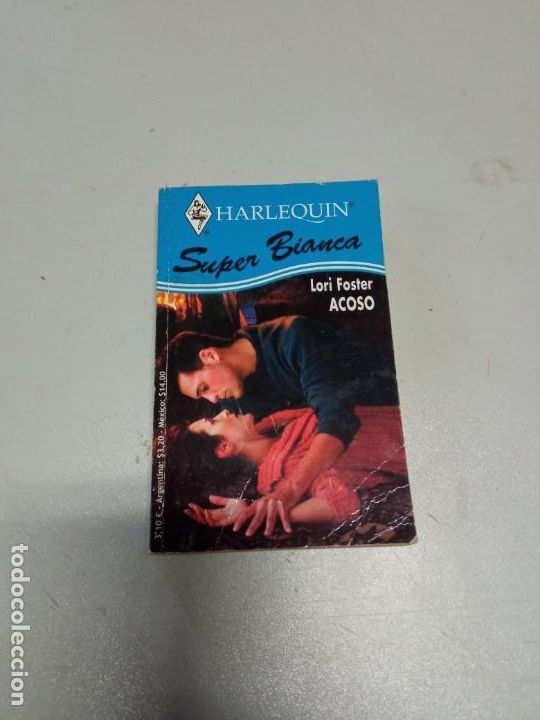 HARLEQUIN®
Super Bianca
Lori Foster
ACOSO
3,10 € - Argentina: $3,20 - México: $14,00
todocoleccion